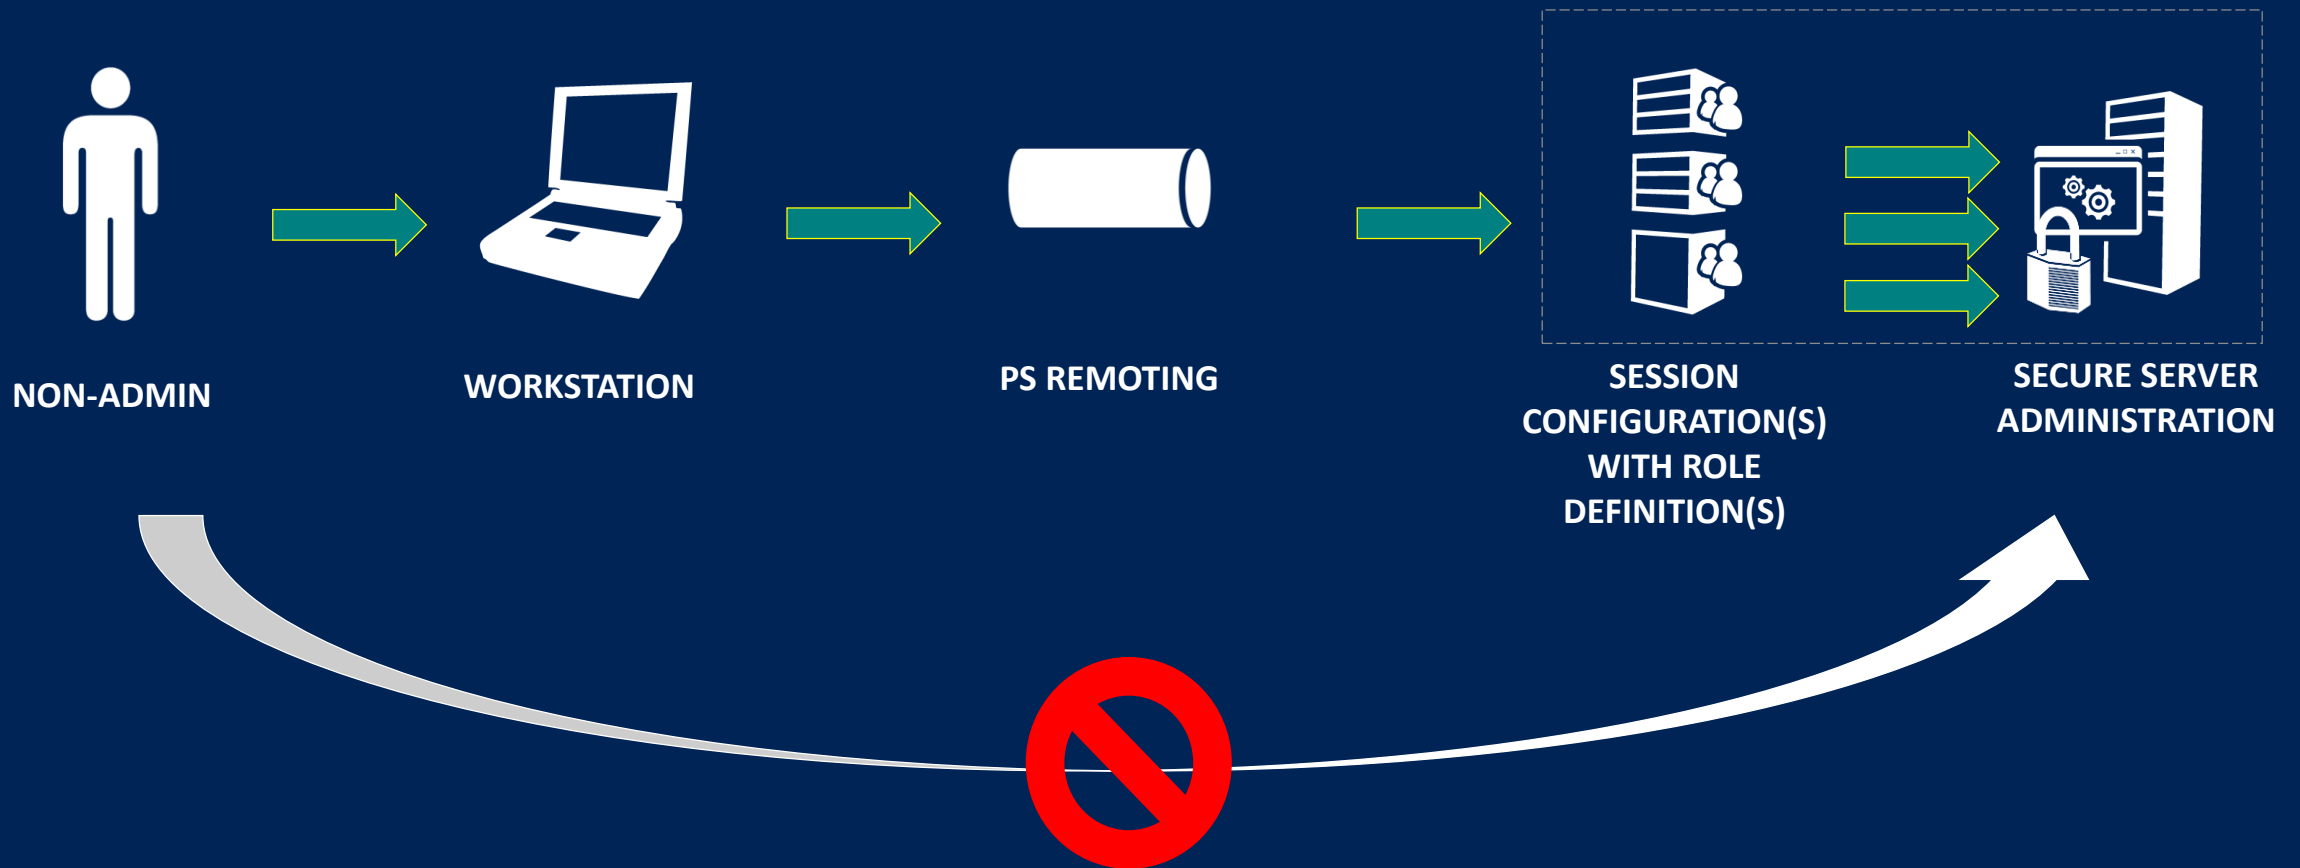 NON-ADMIN
WORKSTATION
PS REMOTING
SESSION
CONFIGURATION(S)
WITH ROLE
DEFINITION(S)
SECURE SERVER
ADMINISTRATION